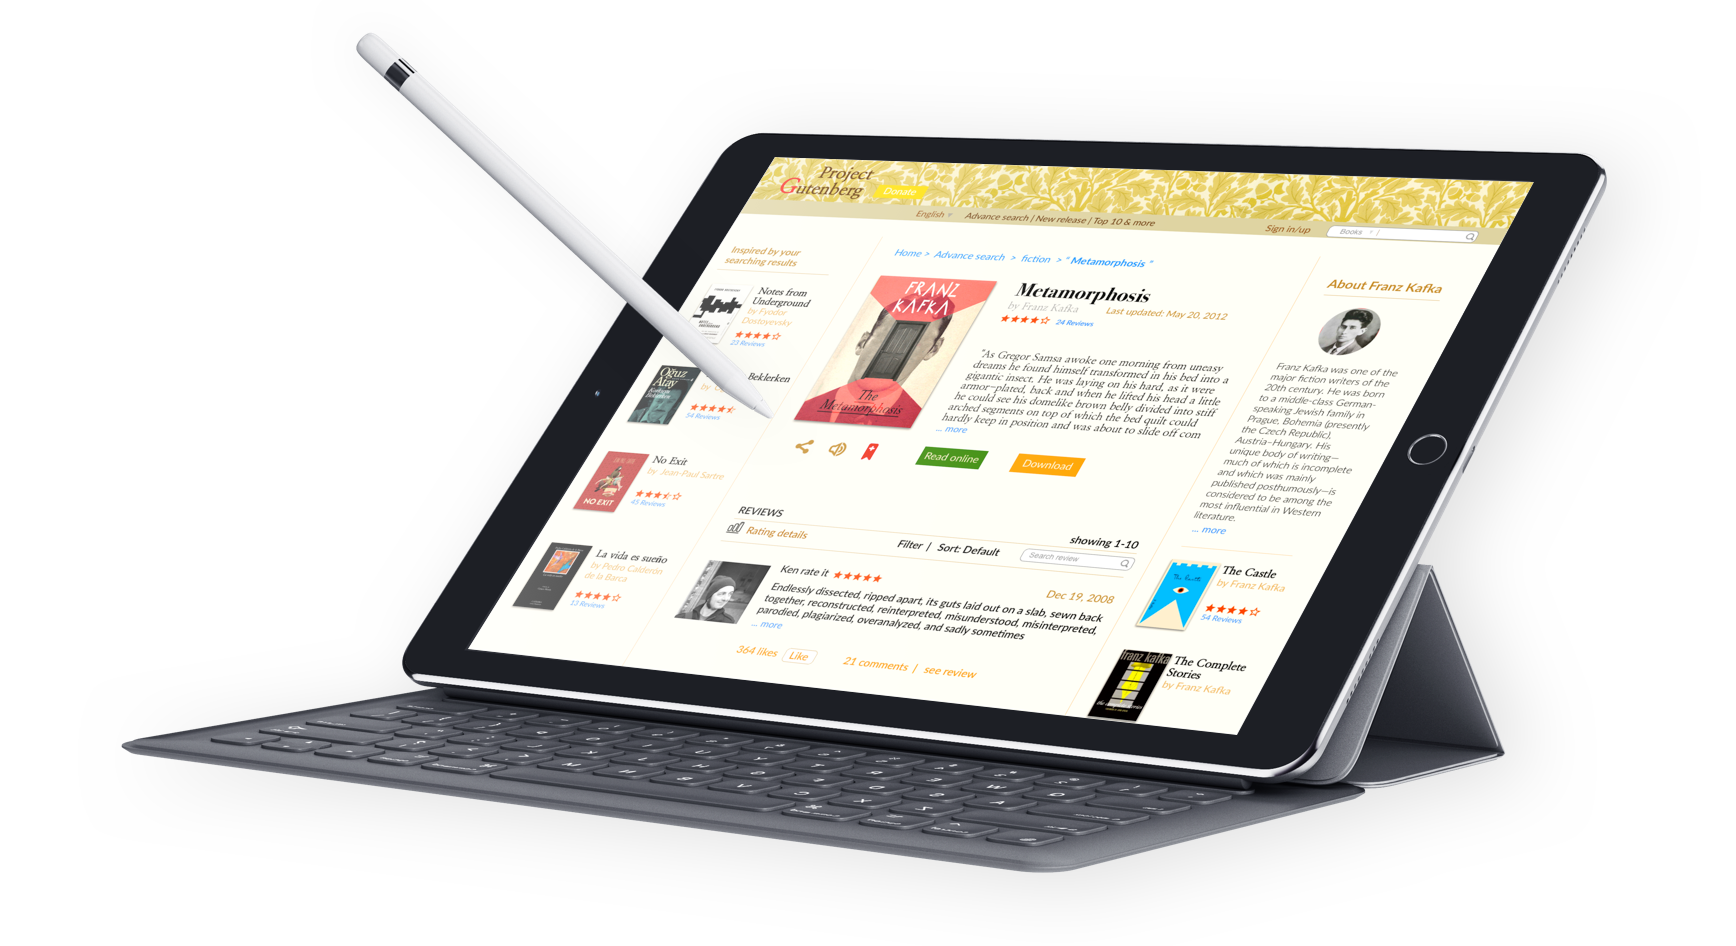 Project
Gutenberg
Donate
English
Advance search | New release | Top 10 & more
Sign in/up
Books
Inspired by your
searching results
Notes from
Underground
by Fyodor
Dostoyevsky
23 Reviews
Oğuz
Atay
Beklerken
by
54 Reviews
No Exit
by Jean-Paul Sartre
NO EXIT
45 Reviews
La vida es sueño
by Pedro Calderón
de la Barca
12 Reviews
Home > Advance search > fiction > " Metamorphosis "
FRANZ
KAFKA
The
Metamorphosis
Metamorphosis
by Franz Kafka
Last updated: May 20, 2012
24 Reviews
"As Gregor Samsa awoke one morning from uneasy
dreams he found himself transformed in his bed into a
gigantic insect. He was laying on his hard, as it were
armor-plated, back and when he lifted his head a little
he could see his domelike brown belly divided into stiff
arched segments on top of which the bed quilt could
hardly keep in position and was about to slide off com
... more
Read online
Download
REVIEWS
Rating details
Filter | Sort: Default
showing 1-10
Search review
Ken rate it
Dec 19, 2008
Endlessly dissected, ripped apart, its guts laid out on a slab, sewn back
together, reconstructed, reinterpreted, misunderstood, misinterpreted,
parodied, plagiarized, overanalyzed, and sadly sometimes
... more
364 likes
Like
21 comments | see review
About Franz Kafka
Franz Kafka was one of the
major fiction writers of the
20th century. He was born
to a middle-class German-
speaking Jewish family in
Prague, Bohemia (presently
the Czech Republic),
Austria–Hungary. His
unique body of writing—
much of which is incomplete
and which was mainly
published posthumously—is
considered to be among the
most influential in Western
literature.
... more
The Castle
by Franz Kafka
54 Reviews
franz kafka
The Complete
Stories
by Franz Kafka